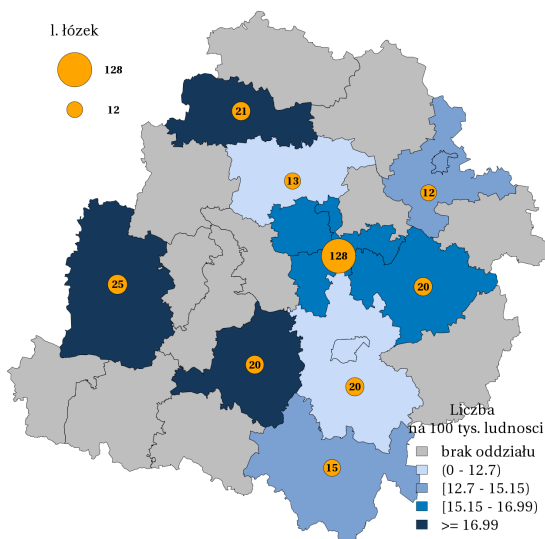 l. łózek
128
12
21
13
12
128
25
20
20
20
15
Liczba
na 100 tys. ludnosci
brak oddziału
(0 - 12.7)
[12.7 - 15.15)
[15.15 - 16.99)
>= 16.99